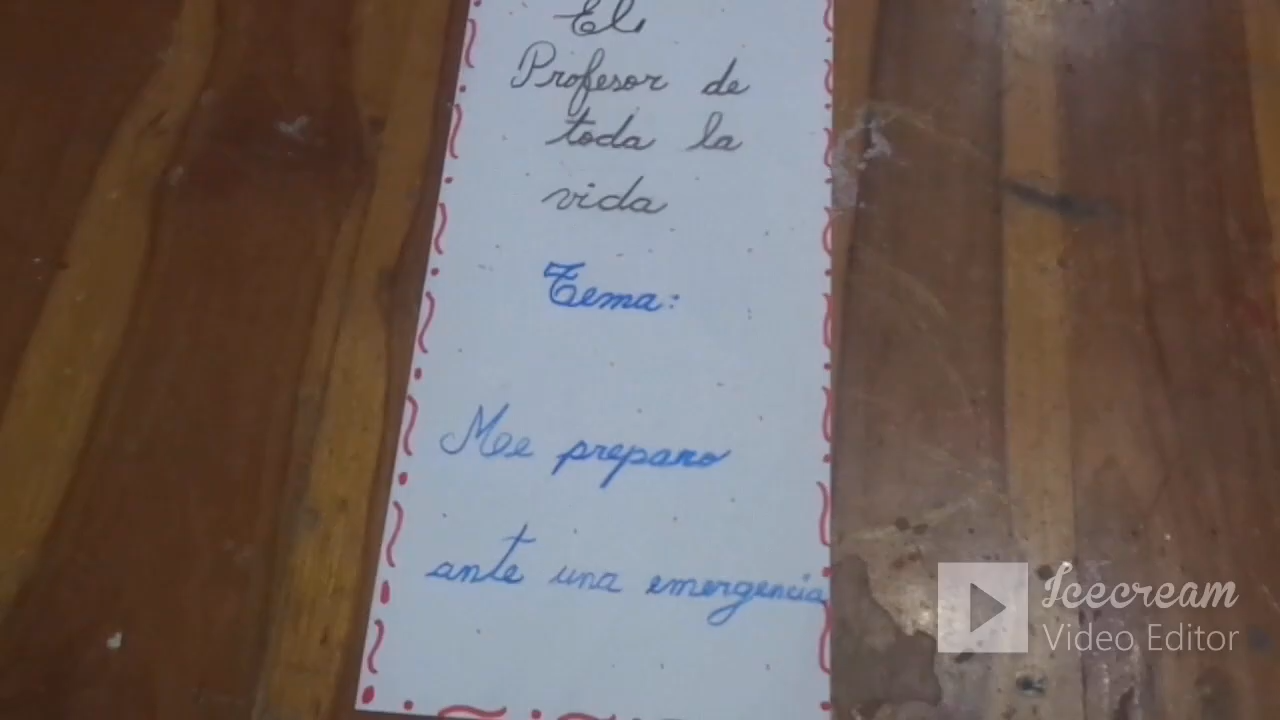 El
Profesor de
toda la
vida
Tema:
Me preparo
ante una emergencia
Icecream
Video Editor